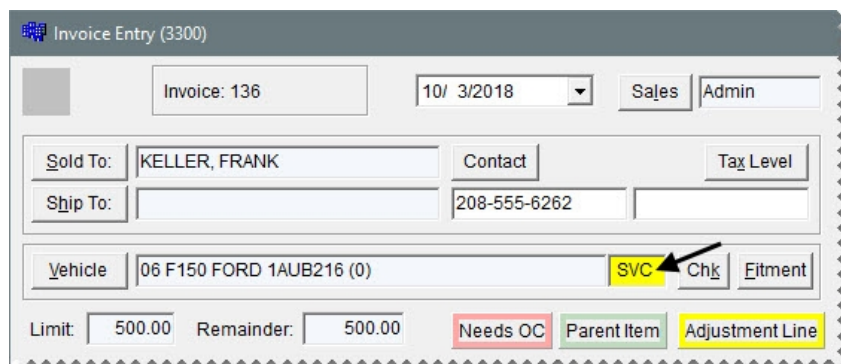 Invoice Entry (3300)
Invoice: 136 10/ 3/2018 Sales Admin
Sold To: KELLER, FRANK Contact Tax Level
Ship To: 208-555-6262
Vehicle 06 F150 FORD 1AUB216 (0) SVC Chk Fitment
Limit: 500.00 Remainder: 500.00 Needs OC Parent Item Adjustment Line